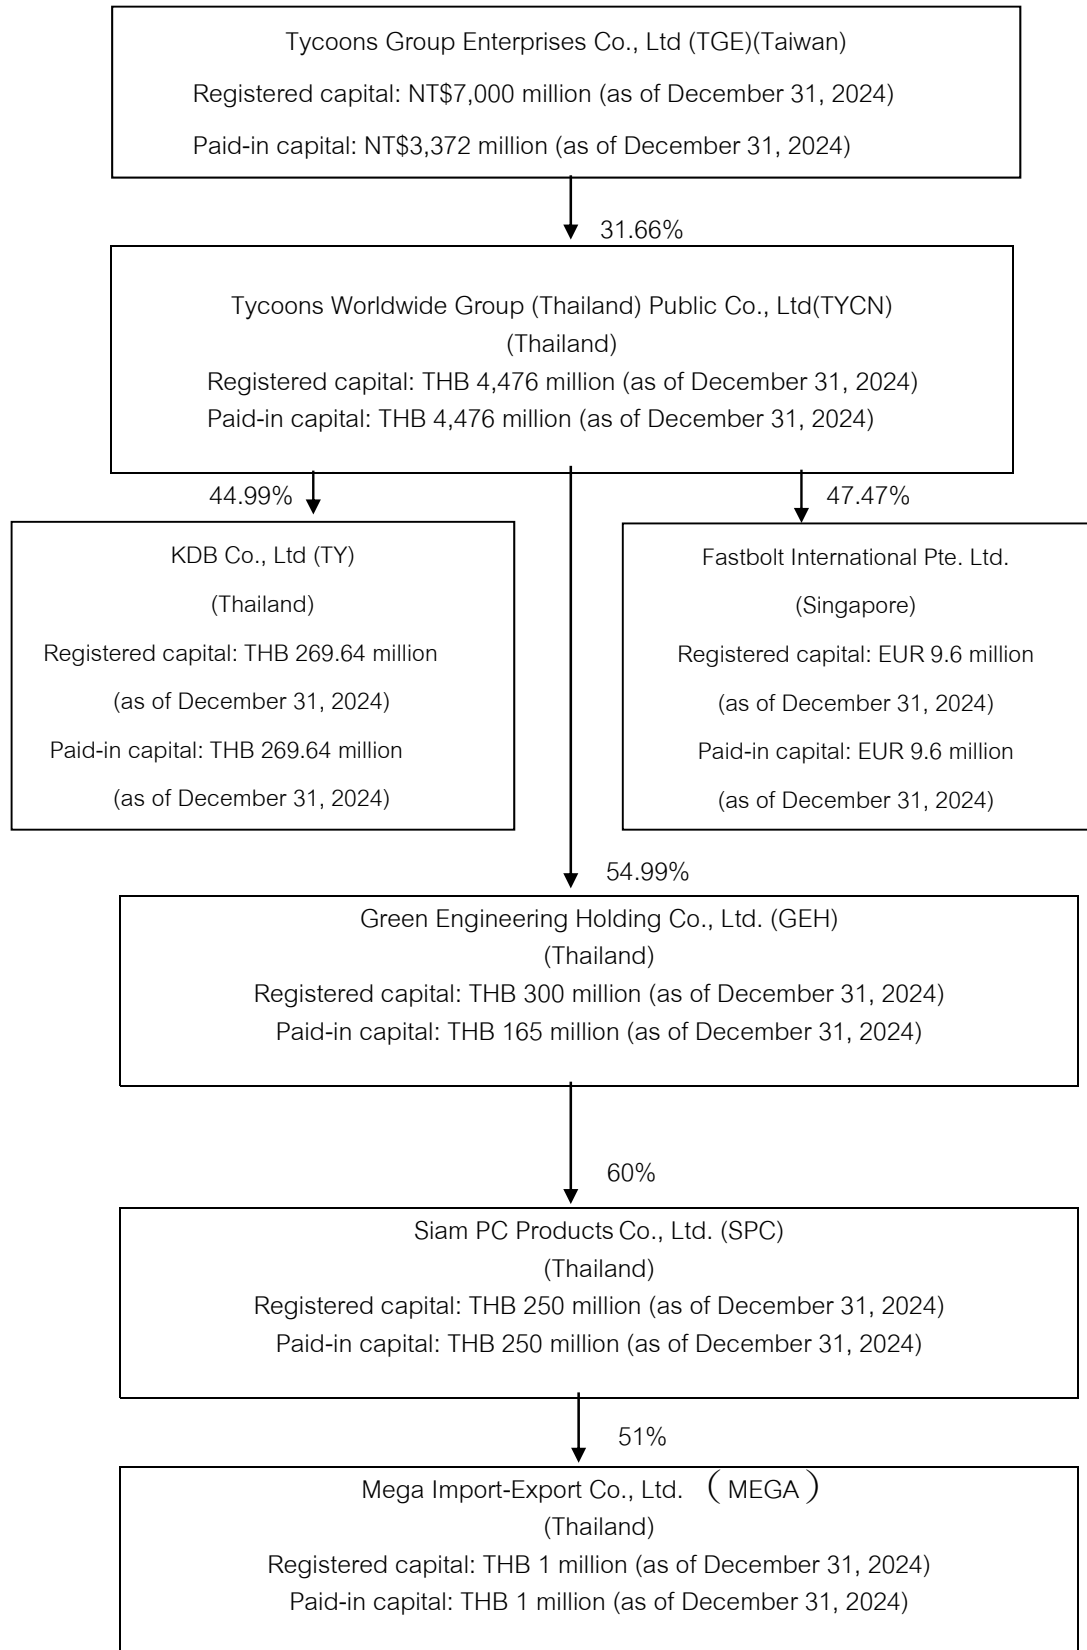 Tycoons Group Enterprises Co., Ltd (TGE)(Taiwan)
Registered capital: NT$7,000 million (as of December 31, 2024)
Paid-in capital: NT$3,372 million (as of December 31, 2024)
31.66%
Tycoons Worldwide Group (Thailand) Public Co., Ltd(TYCN)
(Thailand)
Registered capital: THB 4,476 million (as of December 31, 2024)
Paid-in capital: THB 4,476 million (as of December 31, 2024)
44.99%
47.47%
KDB Co., Ltd (TY)
(Thailand)
Registered capital: THB 269.64 million
(as of December 31, 2024)
Paid-in capital: THB 269.64 million
(as of December 31, 2024)
Fastbolt International Pte. Ltd.
(Singapore)
Registered capital: EUR 9.6 million
(as of December 31, 2024)
Paid-in capital: EUR 9.6 million
(as of December 31, 2024)
54.99%
Green Engineering Holding Co., Ltd. (GEH)
(Thailand)
Registered capital: THB 300 million (as of December 31, 2024)
Paid-in capital: THB 165 million (as of December 31, 2024)
60%
Siam PC Products Co., Ltd. (SPC)
(Thailand)
Registered capital: THB 250 million (as of December 31, 2024)
Paid-in capital: THB 250 million (as of December 31, 2024)
51%
Mega Import-Export Co., Ltd. （MEGA）
(Thailand)
Registered capital: THB 1 million (as of December 31, 2024)
Paid-in capital: THB 1 million (as of December 31, 2024)